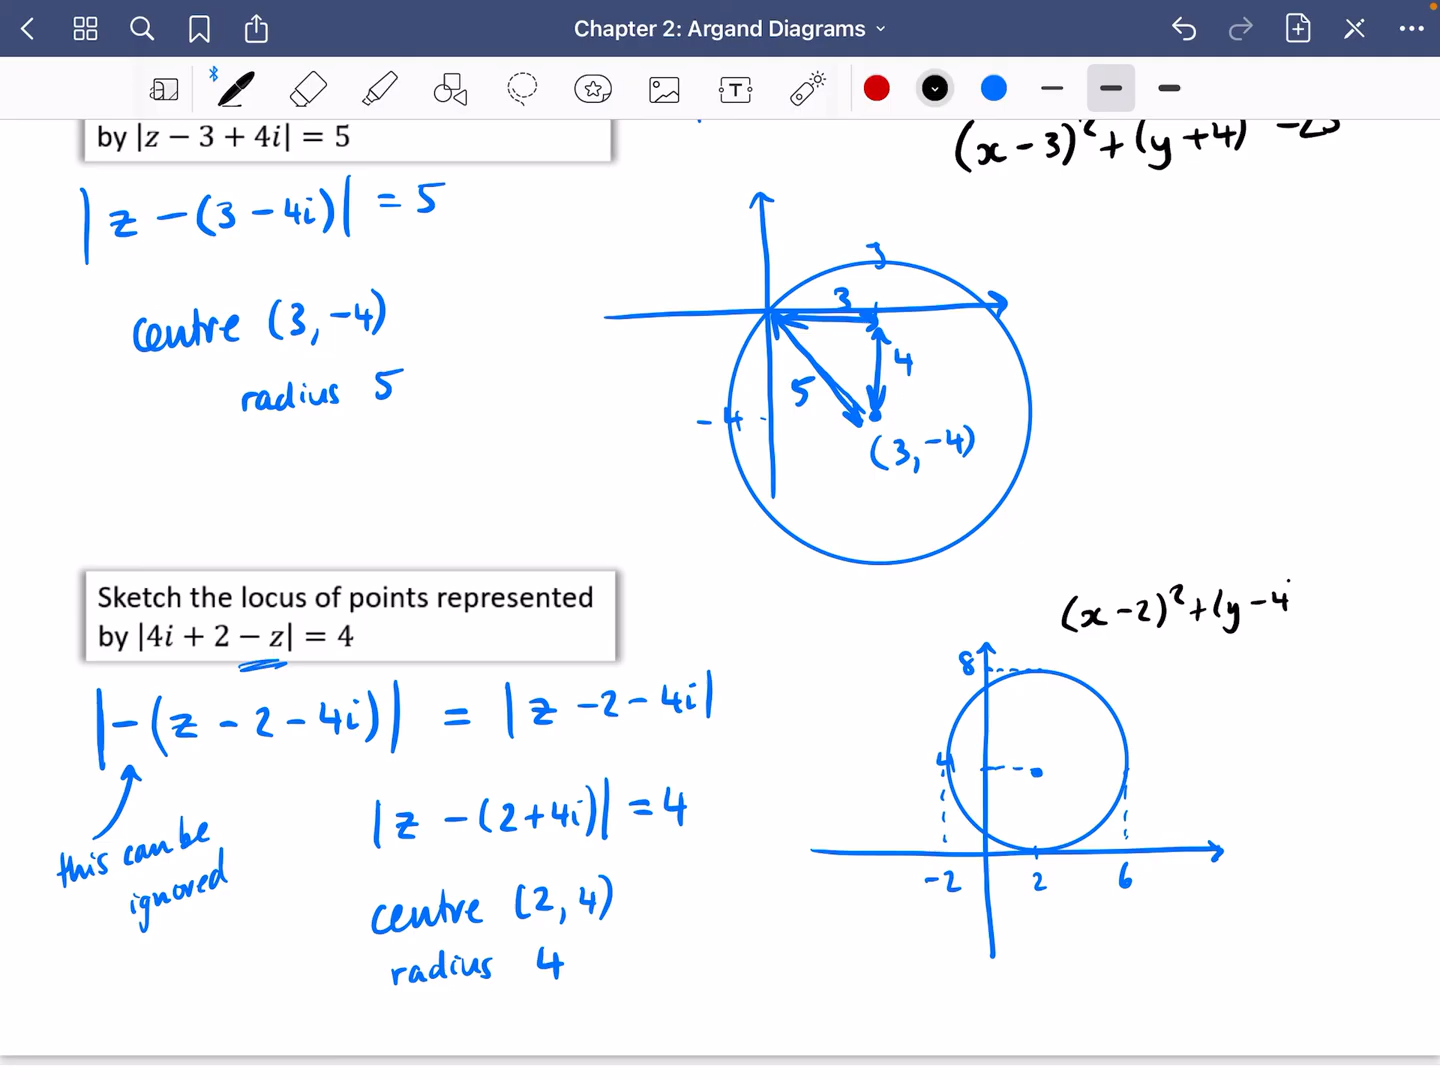 Chapter 2: Argand Diagrams
by |z − 3 + 4i| = 5
(x − 3)² + (y + 4)
|z − (3 − 4i)| = 5
centre (3, −4)
radius 5
3
3
4
5
−4
(3, −4)
Sketch the locus of points represented
by |4i + 2 − z| = 4
(x − 2)² + (y − 4
|−(z − 2 − 4i)| = |z − 2 − 4i|
this can be
ignored
|z − (2 + 4i)| = 4
centre (2, 4)
radius 4
8
4
−2
2
6